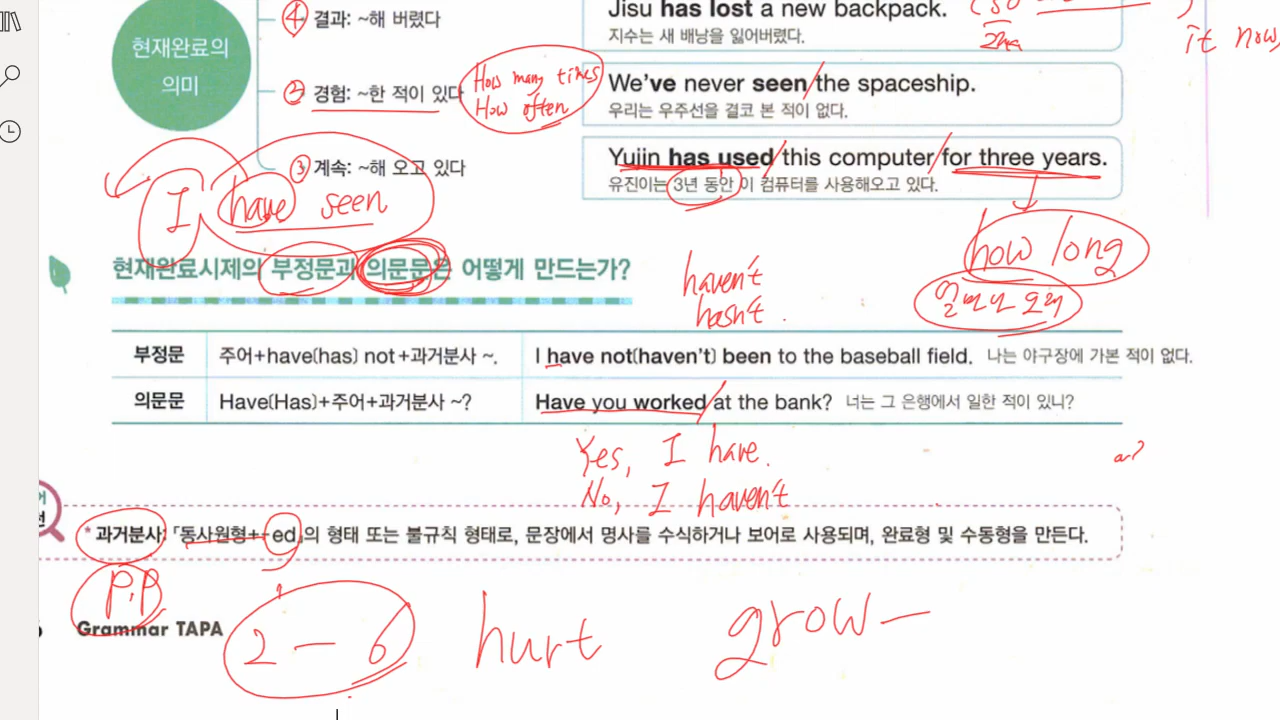 ④ 결과: ~해 버렸다
Jisu has lost a new backpack.
지수는 새 배낭을 잃어버렸다.
it now,
현재완료의
의미
② 경험: ~한 적이 있다
How many times
How often
We've never seen/the spaceship.
우리는 우주선을 결코 본 적이 없다.
③ 계속: ~해 오고 있다
Yujin has used/this computer/for three years.
유진이는 3년 동안 이 컴퓨터를 사용해오고 있다.
I have seen
how long
얼마나 오래
현재완료시제의 부정문과 의문문은 어떻게 만드는가?
haven't
hasn't
부정문 주어+have(has) not+과거분사 ~. I have not(haven't) been to the baseball field. 나는 야구장에 가본 적이 없다.
의문문 Have(Has)+주어+과거분사 ~? Have you worked/at the bank? 너는 그 은행에서 일한 적이 있니?
Yes, I have.
No, I haven't
*과거분사: 「동사원형+-ed」의 형태 또는 불규칙 형태로, 문장에서 명사를 수식하거나 보어로 사용되며, 완료형 및 수동형을 만든다.
P.P
Grammar TAPA
2 - 6 hurt grow-